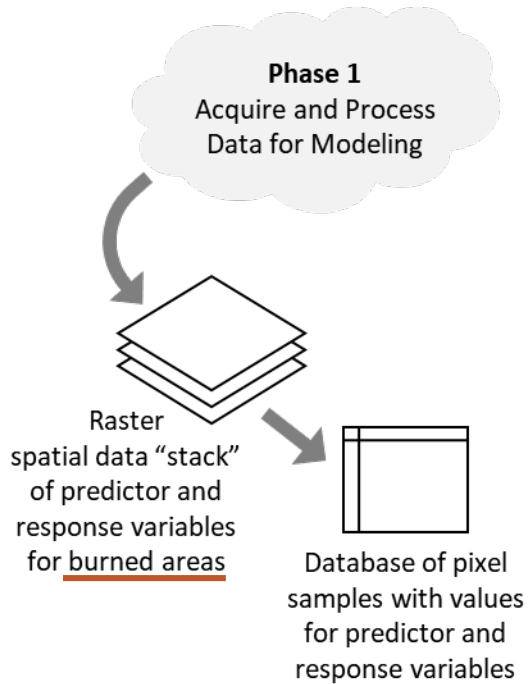 Phase 1
Acquire and Process
Data for Modeling
Raster
spatial data “stack”
of predictor and
response variables
for burned areas
Database of pixel
samples with values
for predictor and
response variables